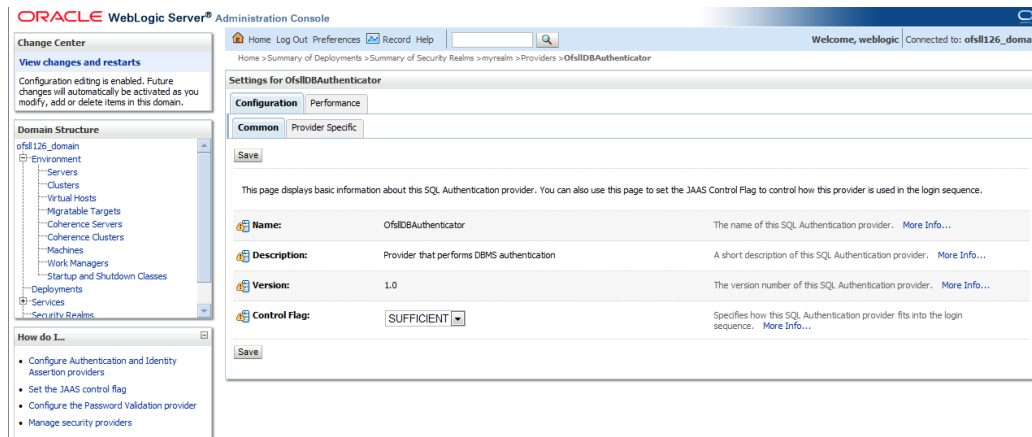 ORACLE WebLogic Server® Administration Console
Change Center
View changes and restarts
Configuration editing is enabled. Future
changes will automatically be activated as you
modify, add or delete items in this domain.
Domain Structure
ofsll126_domain
Environment
Servers
Clusters
Virtual Hosts
Migratable Targets
Coherence Servers
Coherence Clusters
Machines
Work Managers
Startup and Shutdown Classes
Deployments
Services
Security Realms
How do I...
Configure Authentication and Identity
Assertion providers
Set the JAAS control flag
Configure the Password Validation provider
Manage security providers
Home Log Out Preferences Record Help
Welcome, weblogic Connected to: ofsll126_doma
Home >Summary of Deployments >Summary of Security Realms >myrealm >Providers >OfsllDBAuthenticator
Settings for OfsllDBAuthenticator
Configuration Performance
Common Provider Specific
Save
This page displays basic information about this SQL Authentication provider. You can also use this page to set the JAAS Control Flag to control how this provider is used in the login sequence.
Name: OfsllDBAuthenticator The name of this SQL Authentication provider. More Info...
Description: Provider that performs DBMS authentication A short description of this SQL Authentication provider. More Info...
Version: 1.0 The version number of this SQL Authentication provider. More Info...
Control Flag: SUFFICIENT Specifies how this SQL Authentication provider fits into the login
sequence. More Info...
Save